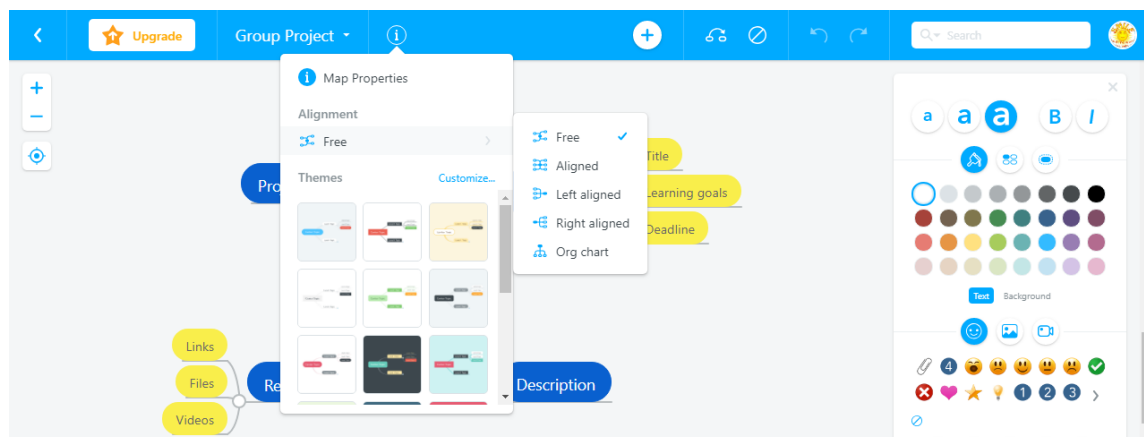 Upgrade
Group Project
Search
Map Properties
Alignment
Free
Themes
Customize...
Free
Aligned
Left aligned
Right aligned
Org chart
Pro
Title
Learning goals
Deadline
Links
Files
Videos
Re
Description
a a a B I
Text Background
4
1 2 3